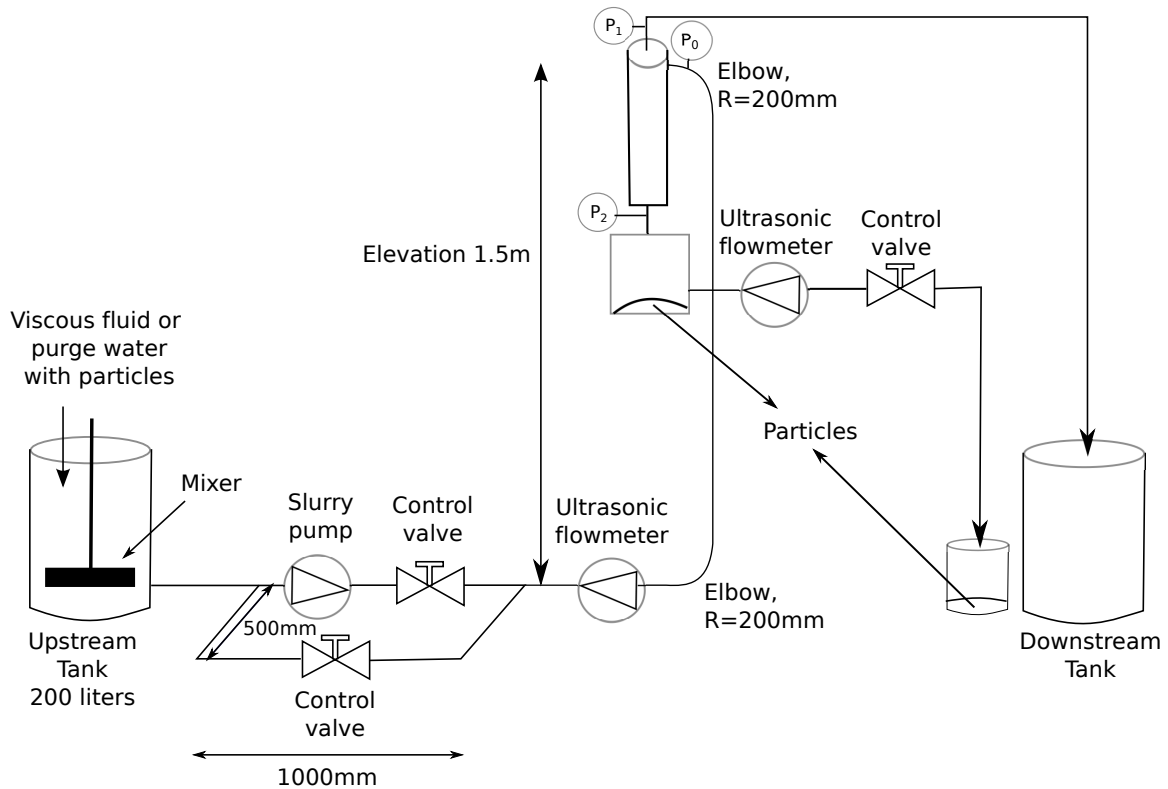 P1
P0
Elbow,
R=200mm
P2
Ultrasonic
flowmeter
Control
valve
Elevation 1.5m
Viscous fluid or
purge water
with particles
Particles
Mixer
Slurry
pump
Control
valve
Ultrasonic
flowmeter
Elbow,
R=200mm
500mm
Upstream
Tank
200 liters
Downstream
Tank
Control
valve
1000mm